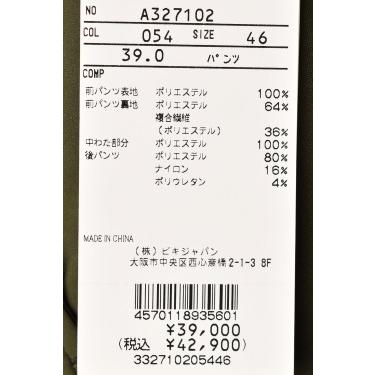 NO A327102
COL 054 SIZE 46
39.0 パンツ
COMP
前パンツ表地 ポリエステル 100%
前パンツ裏地 ポリエステル 64%
複合繊維
(ポリエステル) 36%
中わた部分 ポリエステル 100%
後パンツ ポリエステル 80%
ナイロン 16%
ポリウレタン 4%
MADE IN CHINA
(株)ビキジャパン
大阪市中央区西心斎橋2-1-3 8F
4570118935601
¥39,000
(税込 ¥42,900)
332710205446